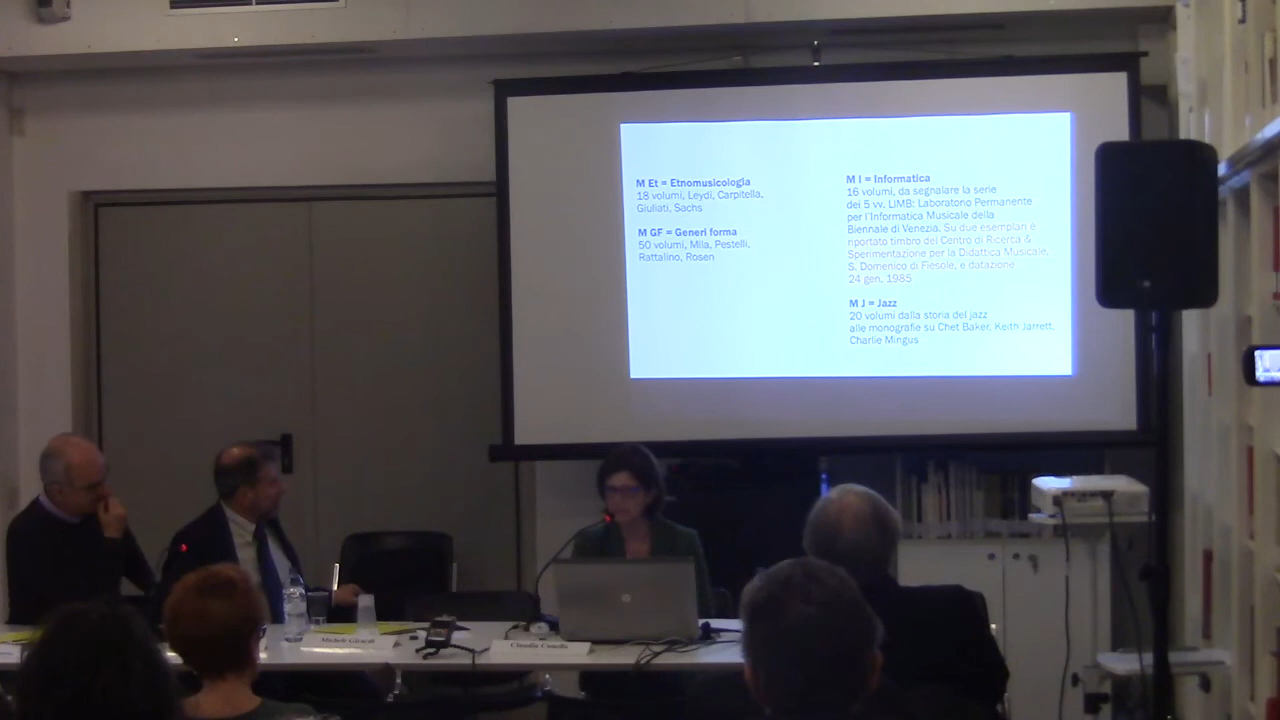 M Et = Etnomusicologia
18 volumi, Leydi, Carpitella,
Giuliati, Sachs
M GF = Generi forma
50 volumi, Mila, Pestelli,
Rattalino, Rosen
M I = Informatica
16 volumi, da segnalare la serie
dei 5 vv. LIMB: Laboratorio Permanente
per l'Informatica Musicale della
Biennale di Venezia. Su due esemplari è
riportato timbro del Centro di Ricerca &
Sperimentazione per la Didattica Musicale,
S. Domenico di Fiesole, e datazione
24 gen. 1985
M J = Jazz
20 volumi dalla storia del jazz
alle monografie su Chet Baker, Keith Jarrett,
Charlie Mingus
Michele Girardi
Claudia